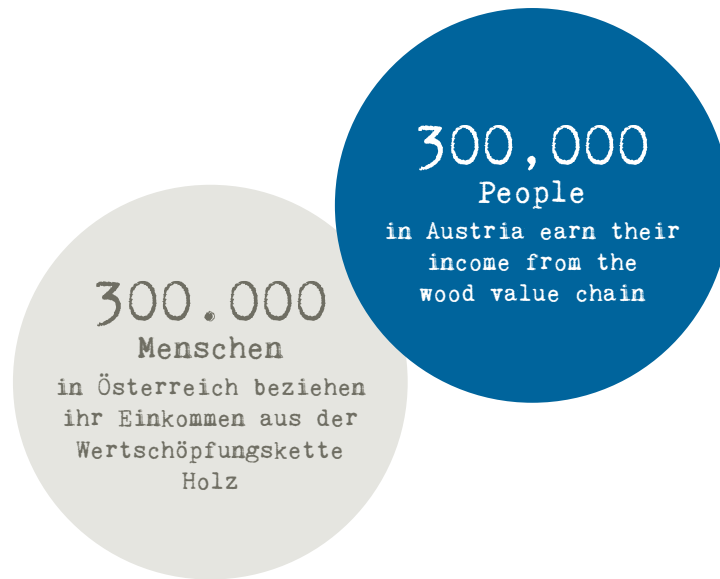 300,000
People
in Austria earn their
income from the
wood value chain
300.000
Menschen
in Österreich beziehen
ihr Einkommen aus der
Wertschöpfungskette
Holz